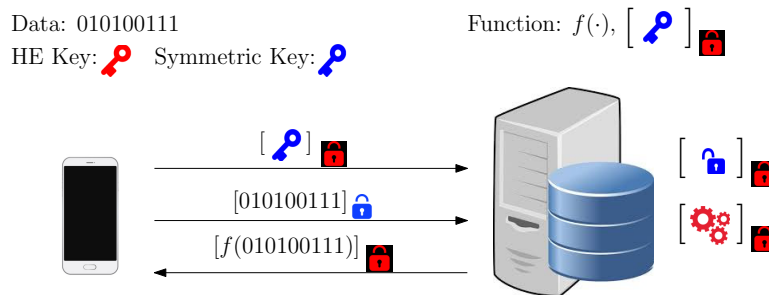 Data: 010100111
Function: f(·), [ ]
HE Key: Symmetric Key:
[ ]
[010100111]
[f(010100111)]
[ ]
[ ]